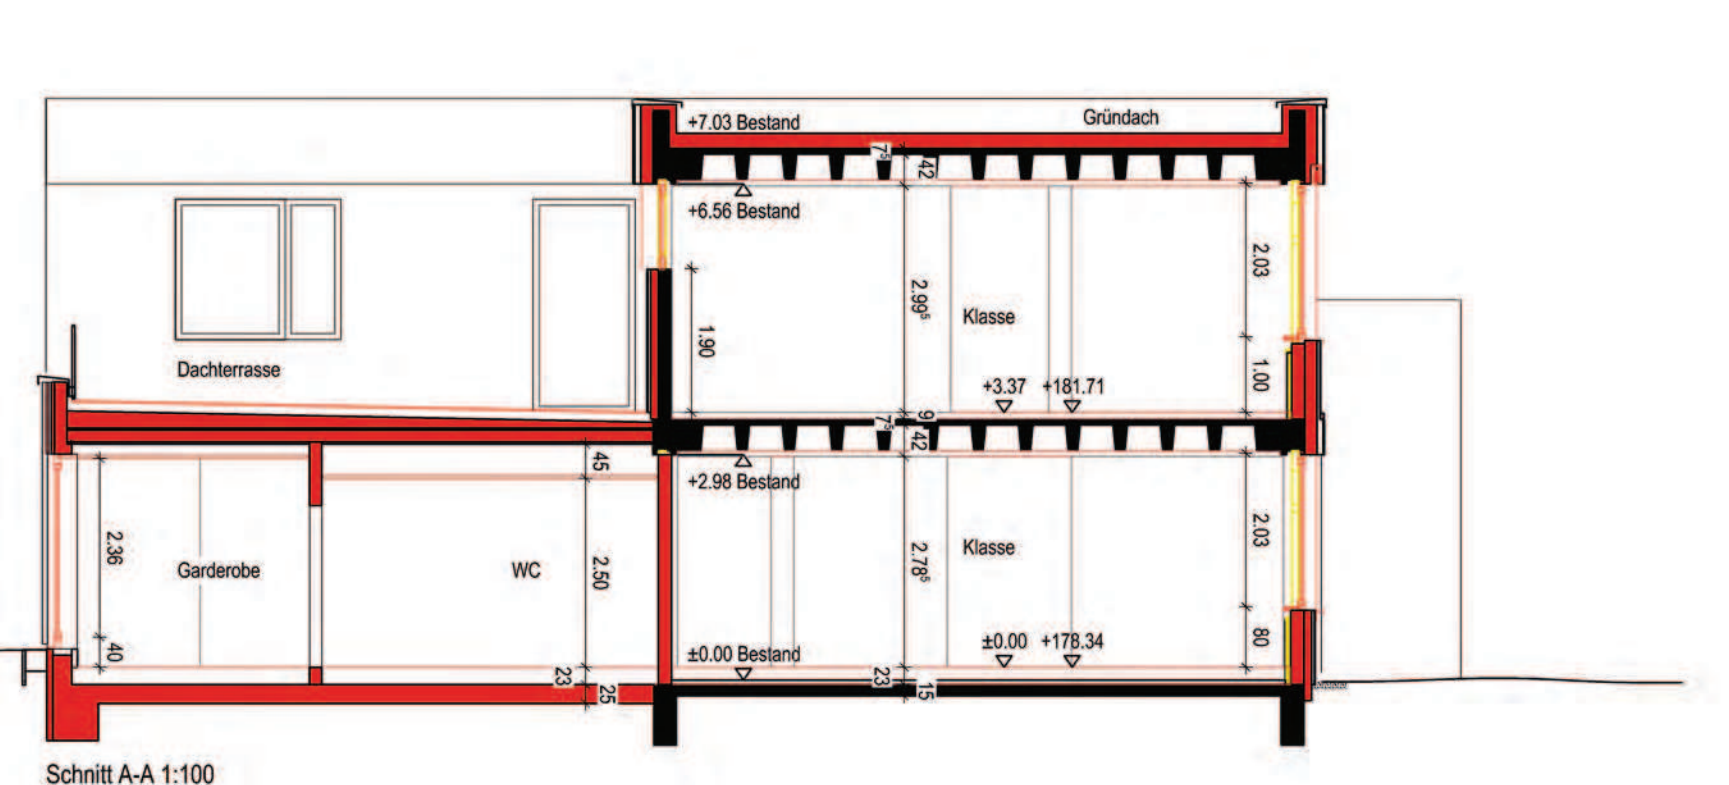 +7.03 Bestand
Gründach
7⁵
42
+6.56 Bestand
2.03
2.99⁵
Klasse
1.90
Dachterrasse
1.00
+3.37 +181.71
9
7⁵
42
45
+2.98 Bestand
2.03
2.36
Garderobe
WC
2.50
2.78⁵
Klasse
40
±0.00 Bestand
±0.00 +178.34
80
23
25
23
15
Schnitt A-A 1:100